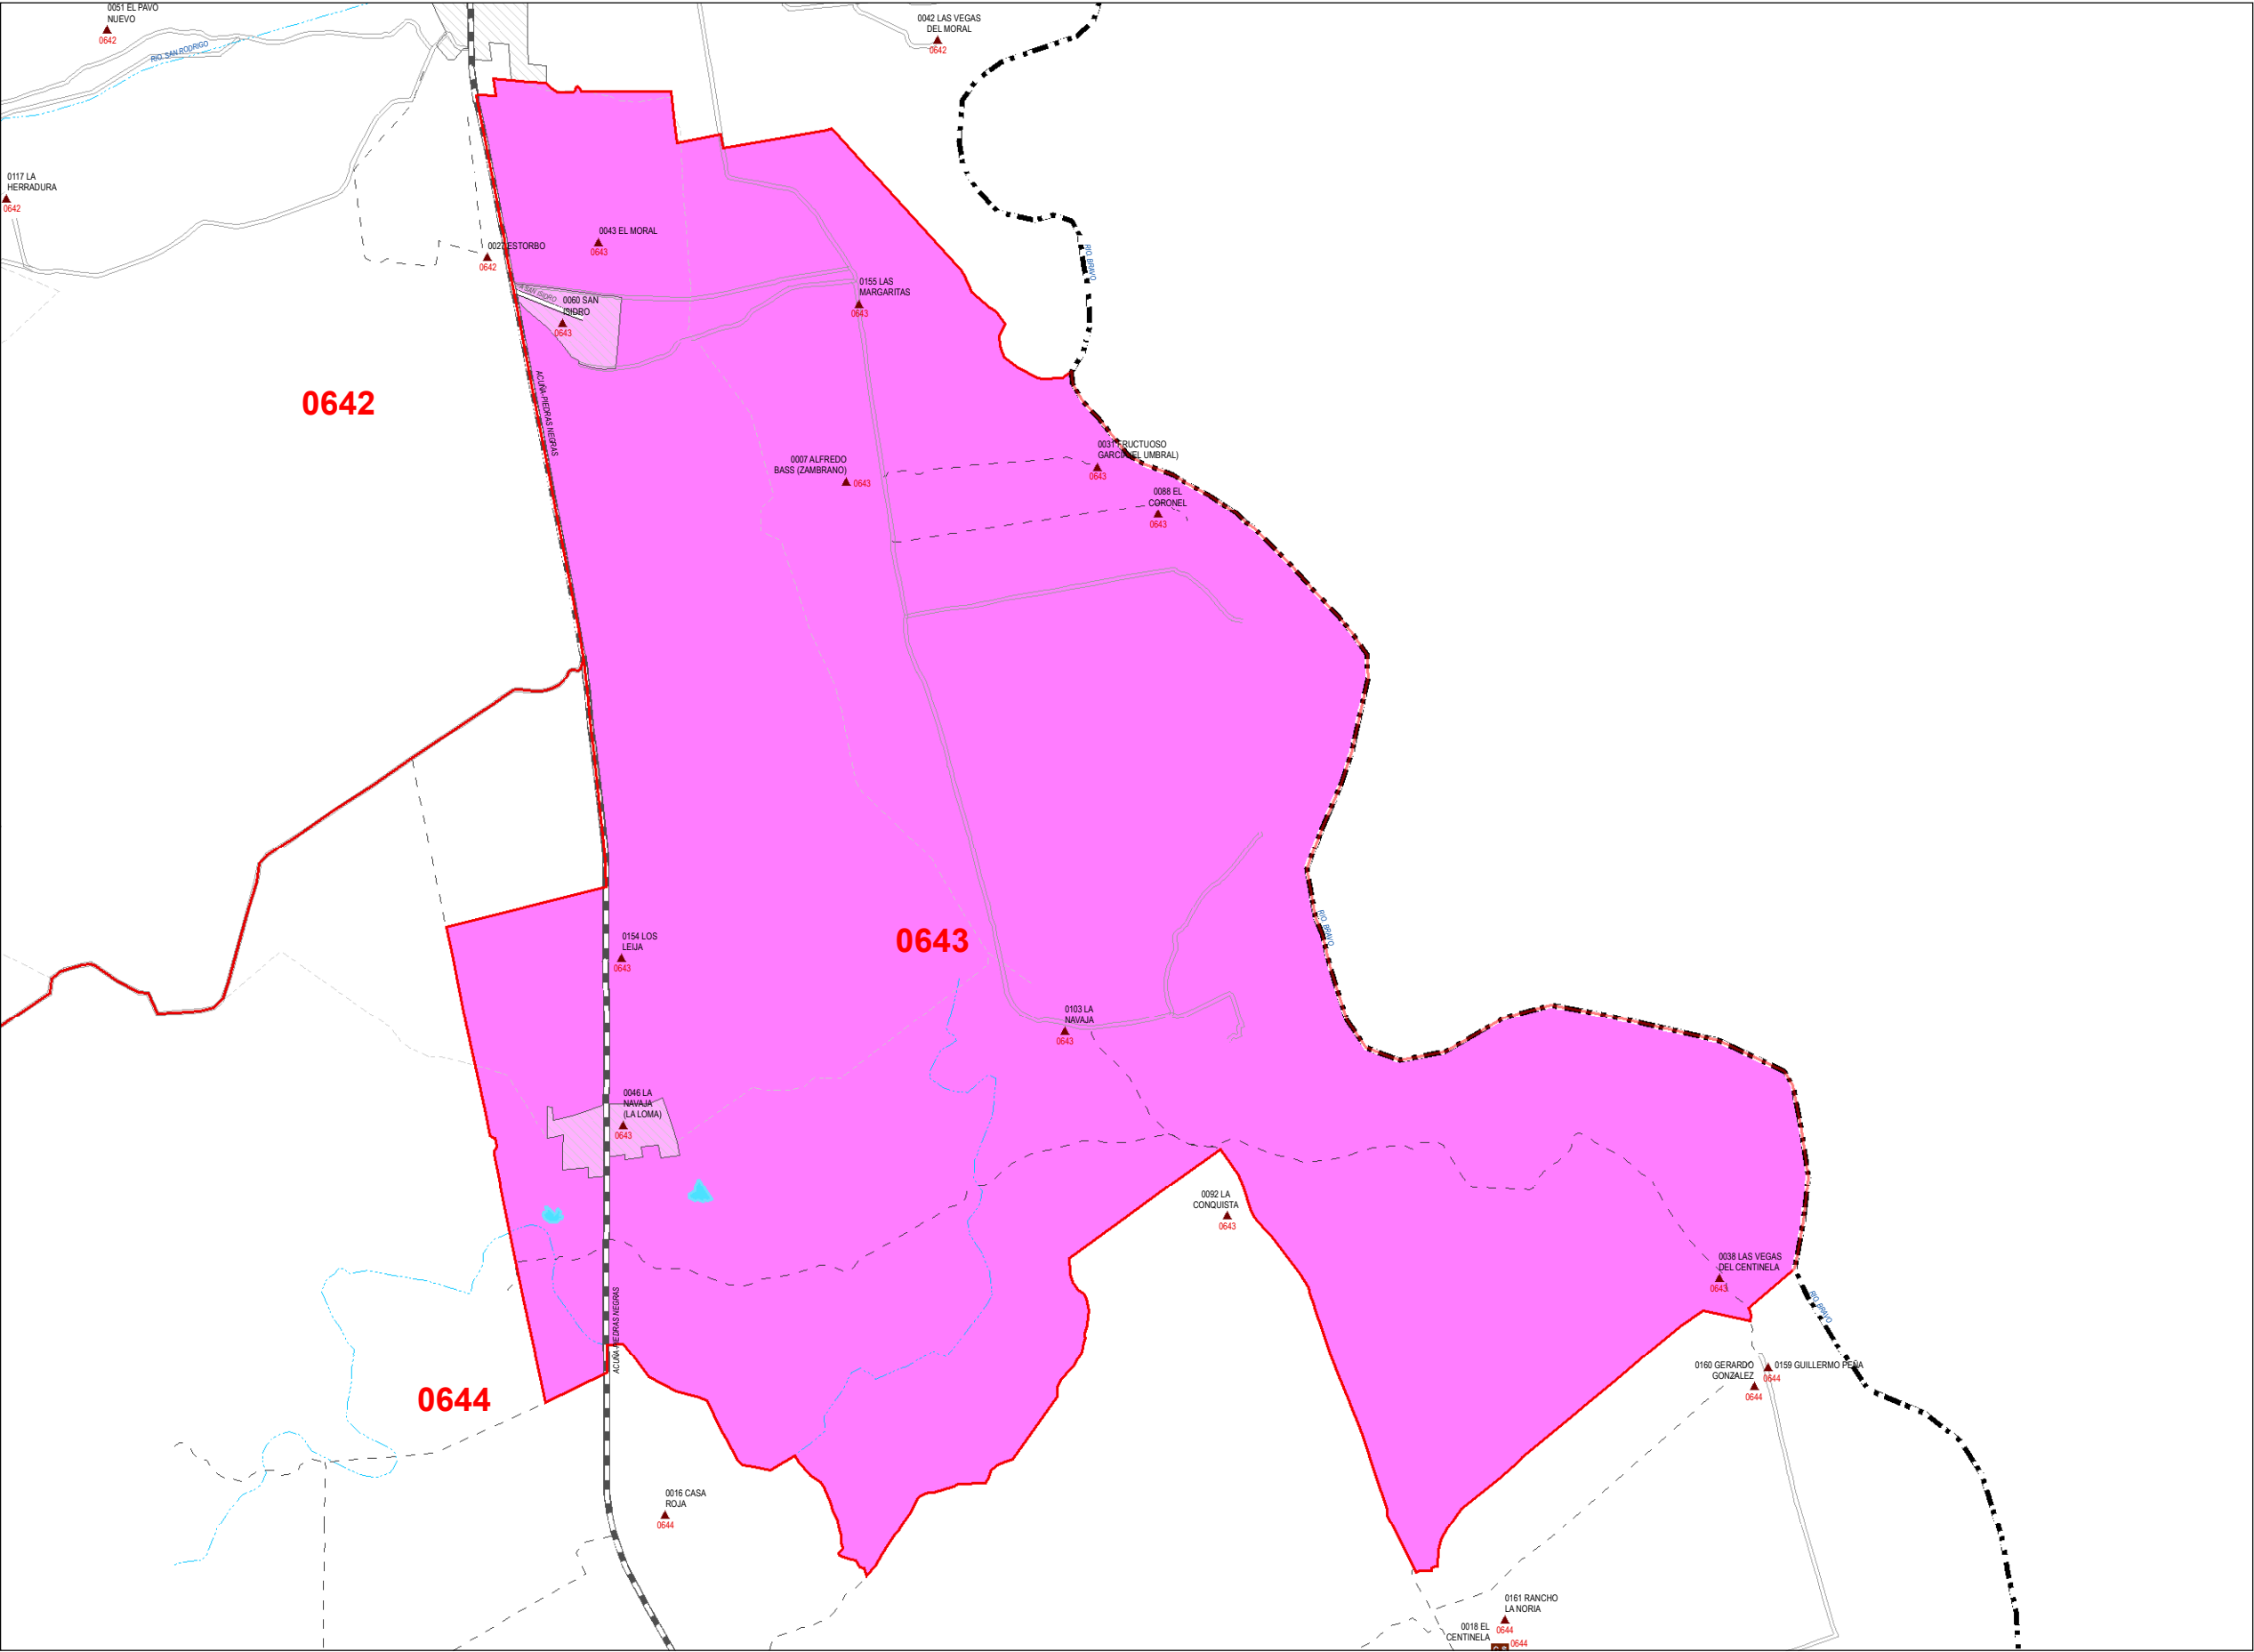 0051 EL PAVO
NUEVO
0642
RIO SAN RODRIGO
0042 LAS VEGAS
DEL MORAL
0642
0117 LA
HERRADURA
0642
0027 ESTORBO
0642
0043 EL MORAL
0643
RIO BRAVO
SAN ISIDRO
0060 SAN
ISIDRO
0643
0155 LAS
MARGARITAS
0643
0642
ACUÑA-PIEDRAS NEGRAS
0007 ALFREDO
BASS (ZAMBRANO)
0643
0031 FRUCTUOSO
GARCIA (EL UMBRAL)
0643
0088 EL
CORONEL
0643
0154 LOS
LEIJA
0643
0643
RIO BRAVO
0103 LA
NAVAJA
0643
0046 LA
NAVAJA
(LA LOMA)
0643
0092 LA
CONQUISTA
0643
0038 LAS VEGAS
DEL CENTINELA
0643
RIO BRAVO
ACUÑA-PIEDRAS NEGRAS
0644
0160 GERARDO
GONZALEZ
0644
0159 GUILLERMO PEÑA
0644
0016 CASA
ROJA
0644
0161 RANCHO
LA NORIA
0644
0018 EL
CENTINELA
0644